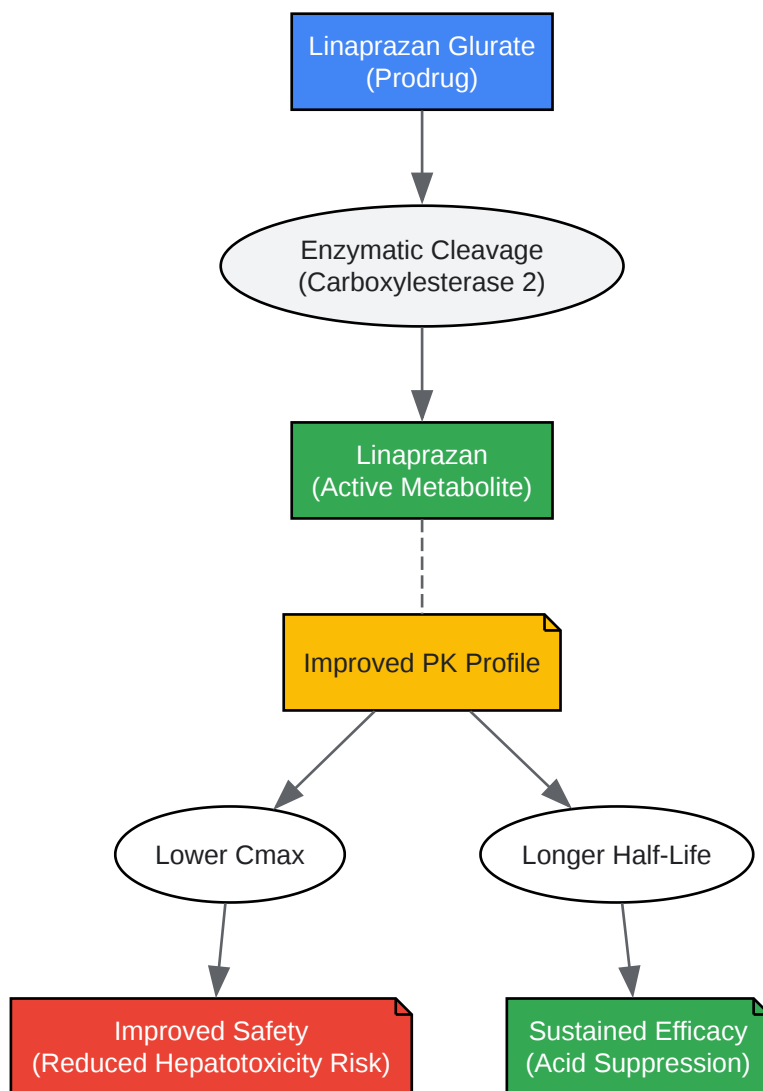 Linaprazan Glurate
(Prodrug)
Enzymatic Cleavage
(Carboxylesterase 2)
Linaprazan
(Active Metabolite)
Improved PK Profile
Lower Cmax
Longer Half-Life
Improved Safety
(Reduced Hepatotoxicity Risk)
Sustained Efficacy
(Acid Suppression)